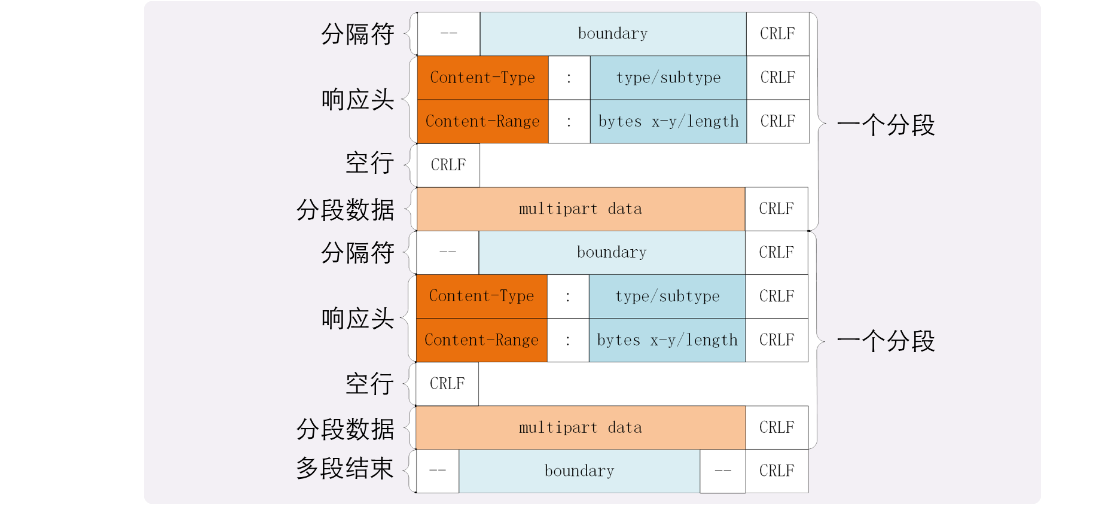 分隔符 -- boundary CRLF
响应头
Content-Type : type/subtype CRLF
Content-Range : bytes x-y/length CRLF
一个分段
空行 CRLF
分段数据 multipart data CRLF
分隔符 -- boundary CRLF
响应头
Content-Type : type/subtype CRLF
Content-Range : bytes x-y/length CRLF
一个分段
空行 CRLF
分段数据 multipart data CRLF
多段结束 -- boundary -- CRLF